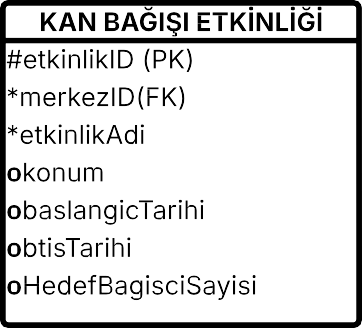 KAN BAĞIŞI ETKİNLİĞİ
#etkinlikID (PK)
*merkezID(FK)
*etkinlikAdi
okonum
obaslangicTarihi
obtisTarihi
oHedefBagisciSayisi